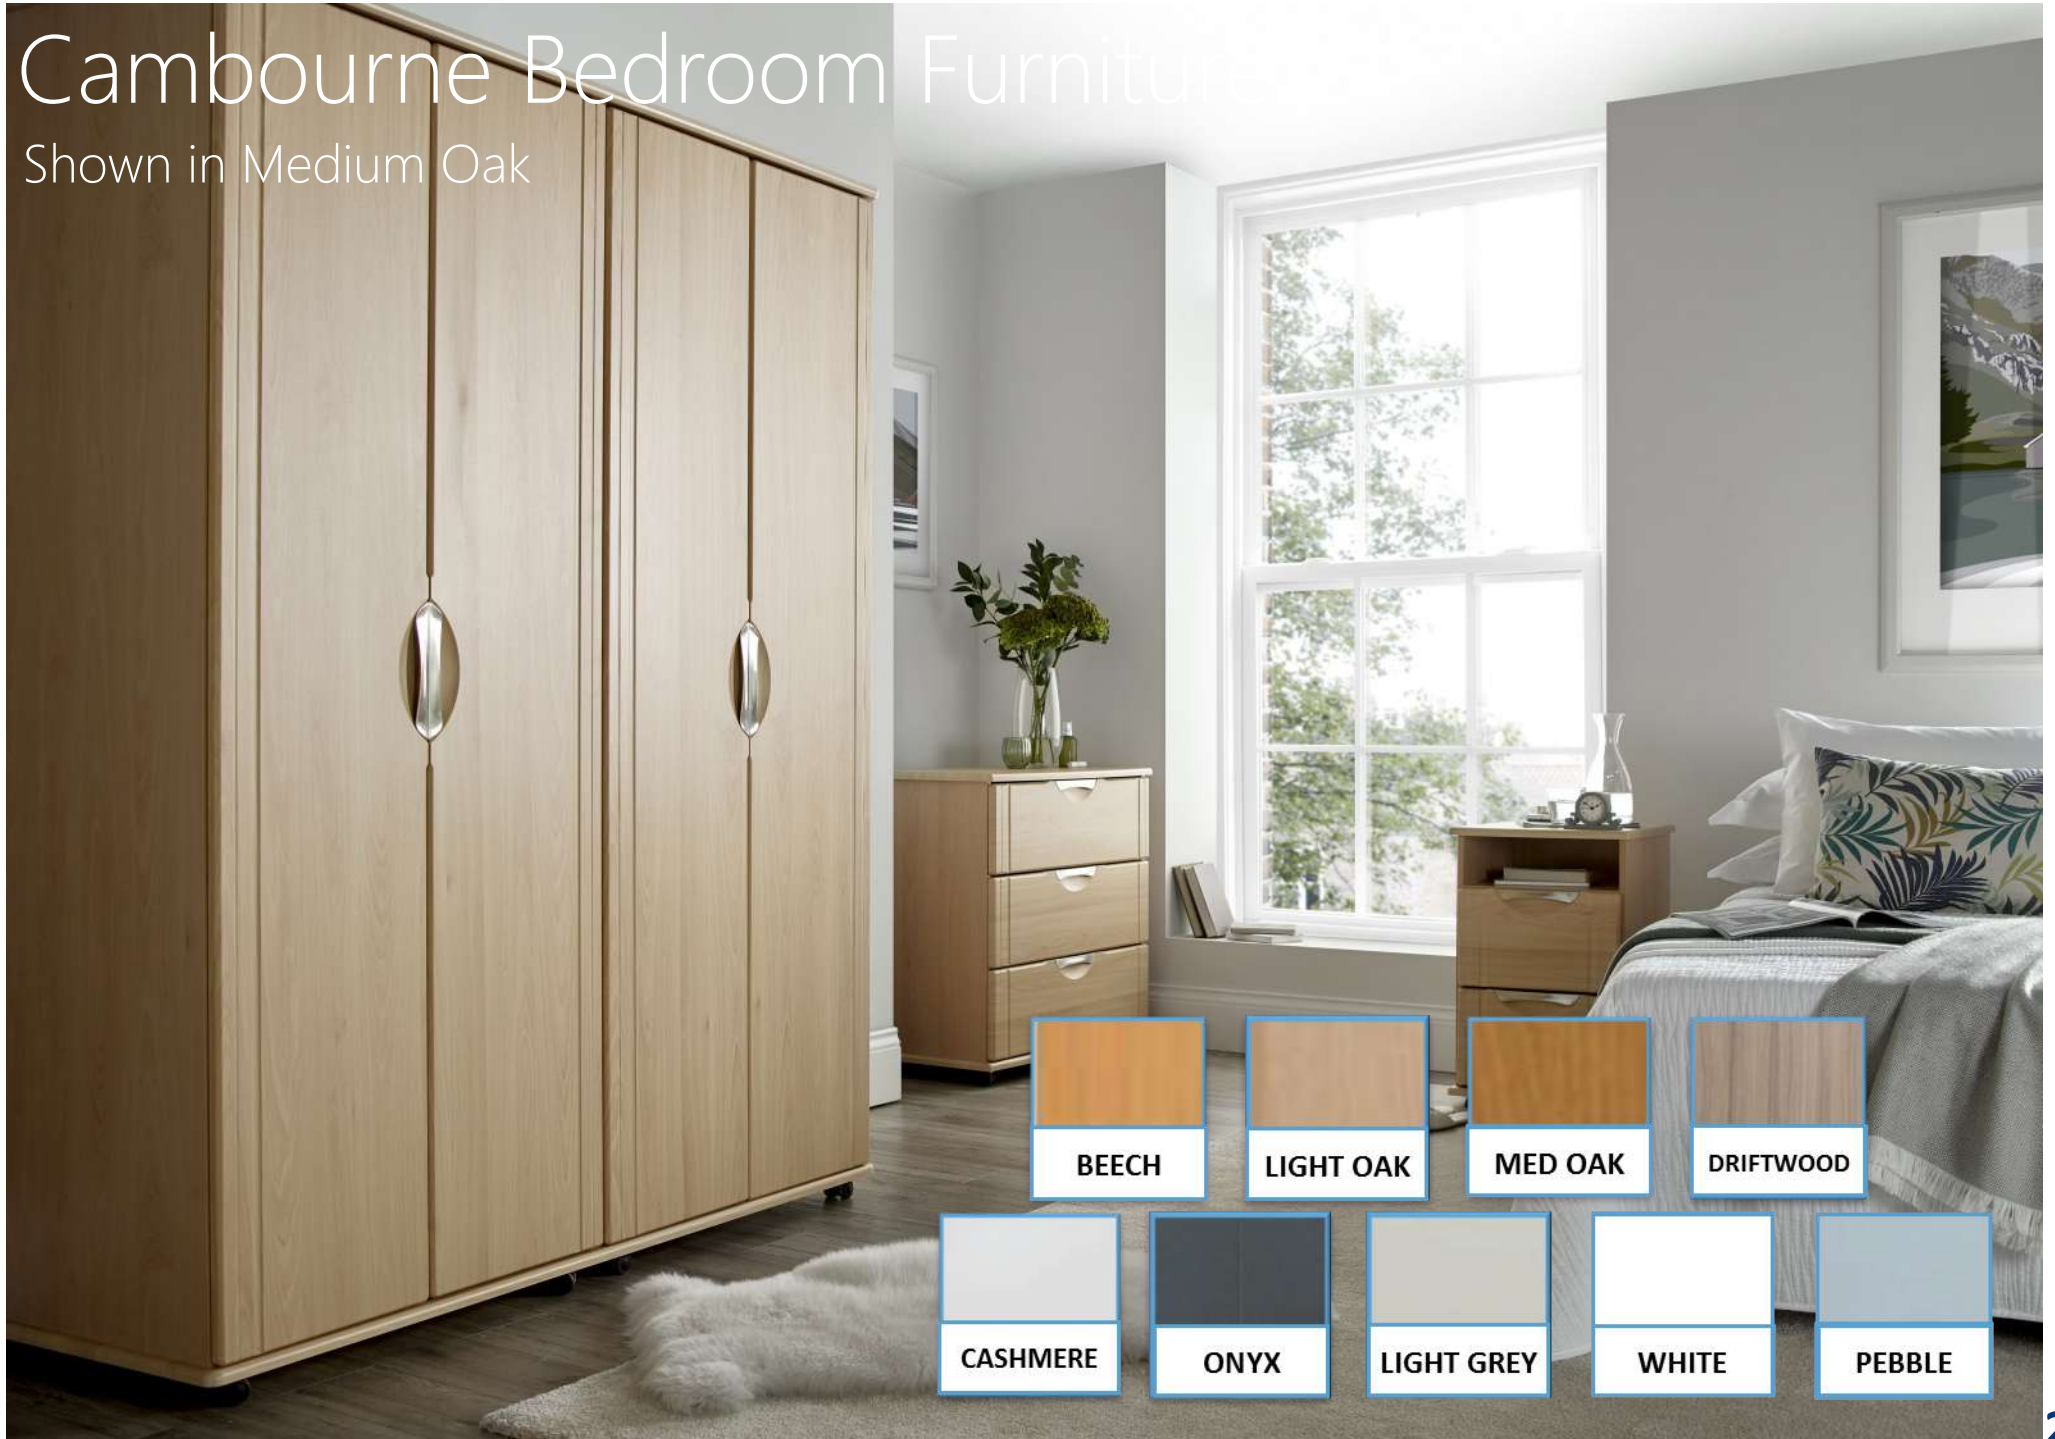 Cambourne Bedroom Furniture
Shown in Medium Oak
BEECH
LIGHT OAK
MED OAK
DRIFTWOOD
CASHMERE
ONYX
LIGHT GREY
WHITE
PEBBLE